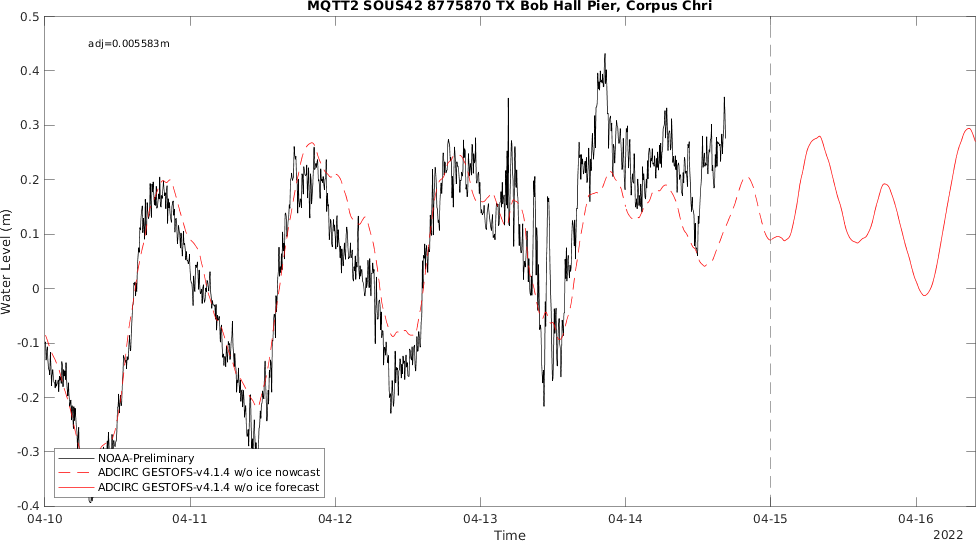 MQTT2 SOUS42 8775870 TX Bob Hall Pier, Corpus Chri
adj=0.005583m
0.5
0.4
0.3
0.2
0.1
0
-0.1
-0.2
-0.3
-0.4
Water Level (m)
NOAA-Preliminary
ADCIRC GESTOFS-v4.1.4 w/o ice nowcast
ADCIRC GESTOFS-v4.1.4 w/o ice forecast
04-10 04-11 04-12 04-13 04-14 04-15 04-16
Time
2022